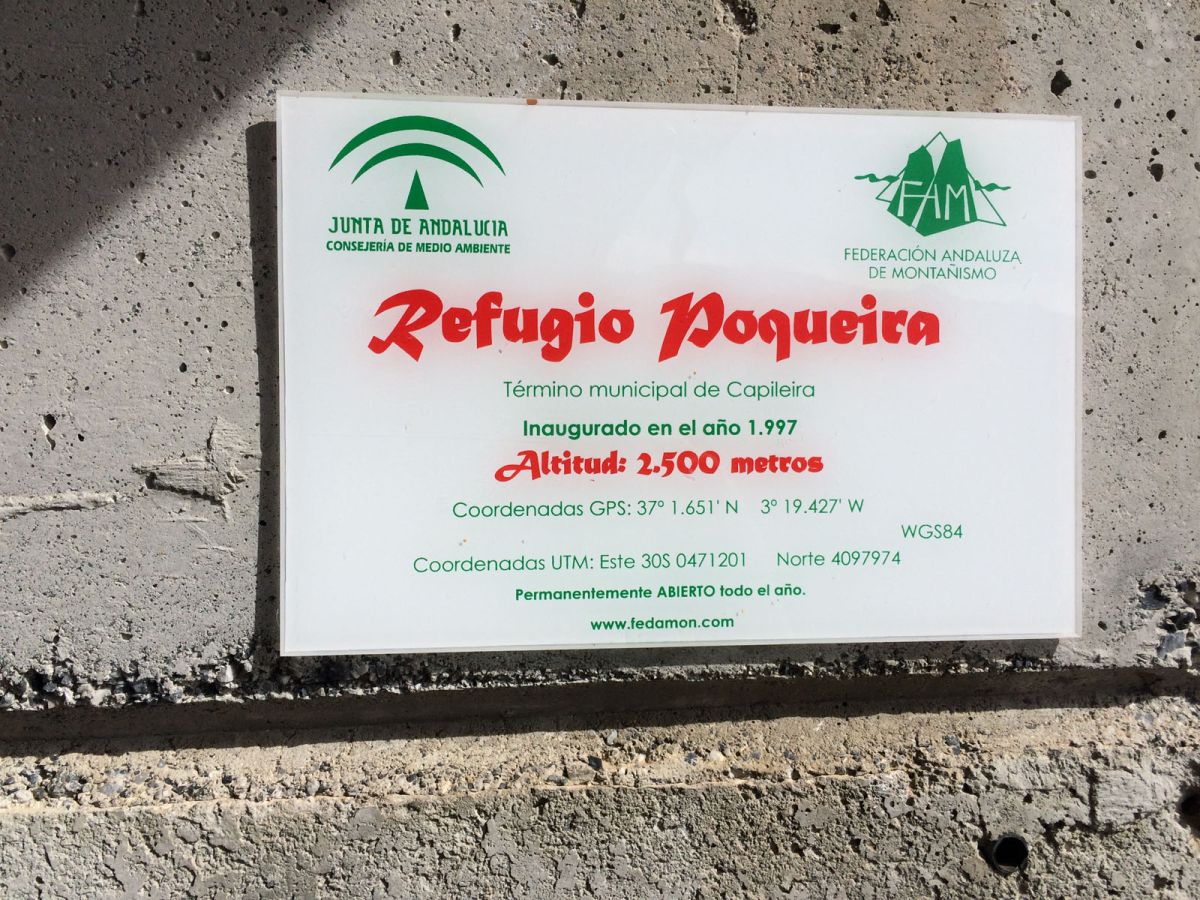 JUNTA DE ANDALUCIA
CONSEJERÍA DE MEDIO AMBIENTE
FAM
FEDERACIÓN ANDALUZA
DE MONTAÑISMO
Refugio Poqueira
Término municipal de Capileira
Inaugurado en el año 1.997
Altitud: 2.500 metros
Coordenadas GPS: 37º 1.651' N 3º 19.427' W
WGS84
Coordenadas UTM: Este 30S 0471201 Norte 4097974
Permanentemente ABIERTO todo el año.
www.fedamon.com